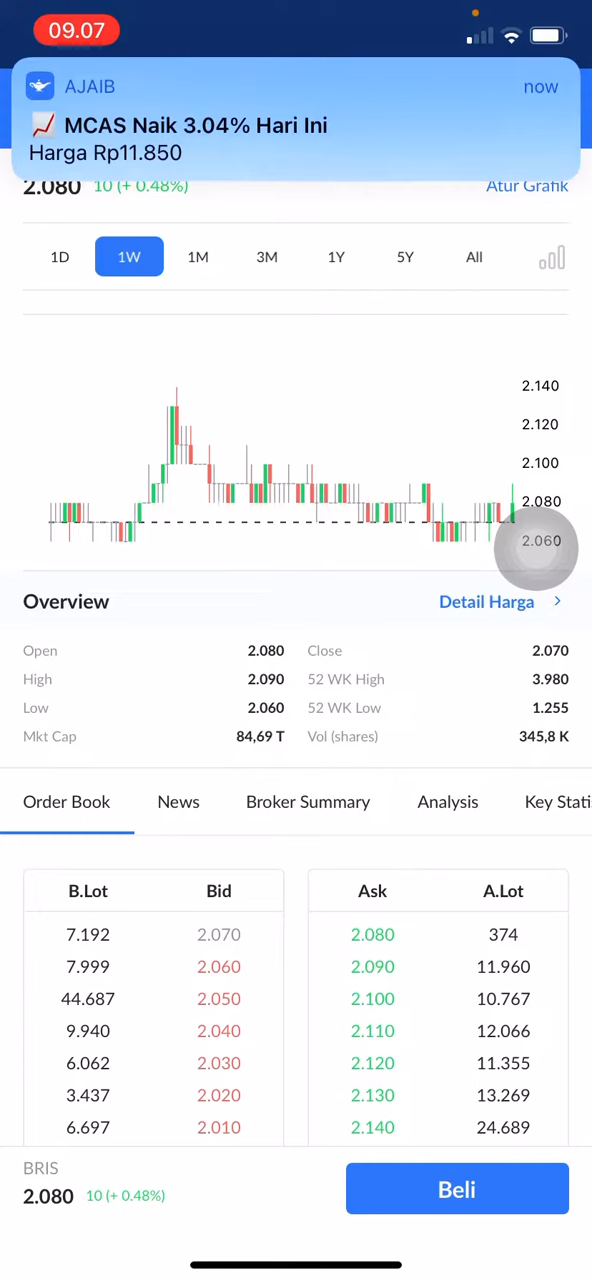 09.07
AJAIB
now
📈 MCAS Naik 3.04% Hari Ini
Harga Rp11.850
2.080 10 (+ 0.48%) Atur Grafik
1D 1W 1M 3M 1Y 5Y All
2.140
2.120
2.100
2.080
2.060
Overview Detail Harga >
Open 2.080 Close 2.070
High 2.090 52 WK High 3.980
Low 2.060 52 WK Low 1.255
Mkt Cap 84,69 T Vol (shares) 345,8 K
Order Book News Broker Summary Analysis Key Stati
B.Lot Bid Ask A.Lot
7.192 2.070 2.080 374
7.999 2.060 2.090 11.960
44.687 2.050 2.100 10.767
9.940 2.040 2.110 12.066
6.062 2.030 2.120 11.355
3.437 2.020 2.130 13.269
6.697 2.010 2.140 24.689
BRIS
2.080 10 (+ 0.48%)
Beli